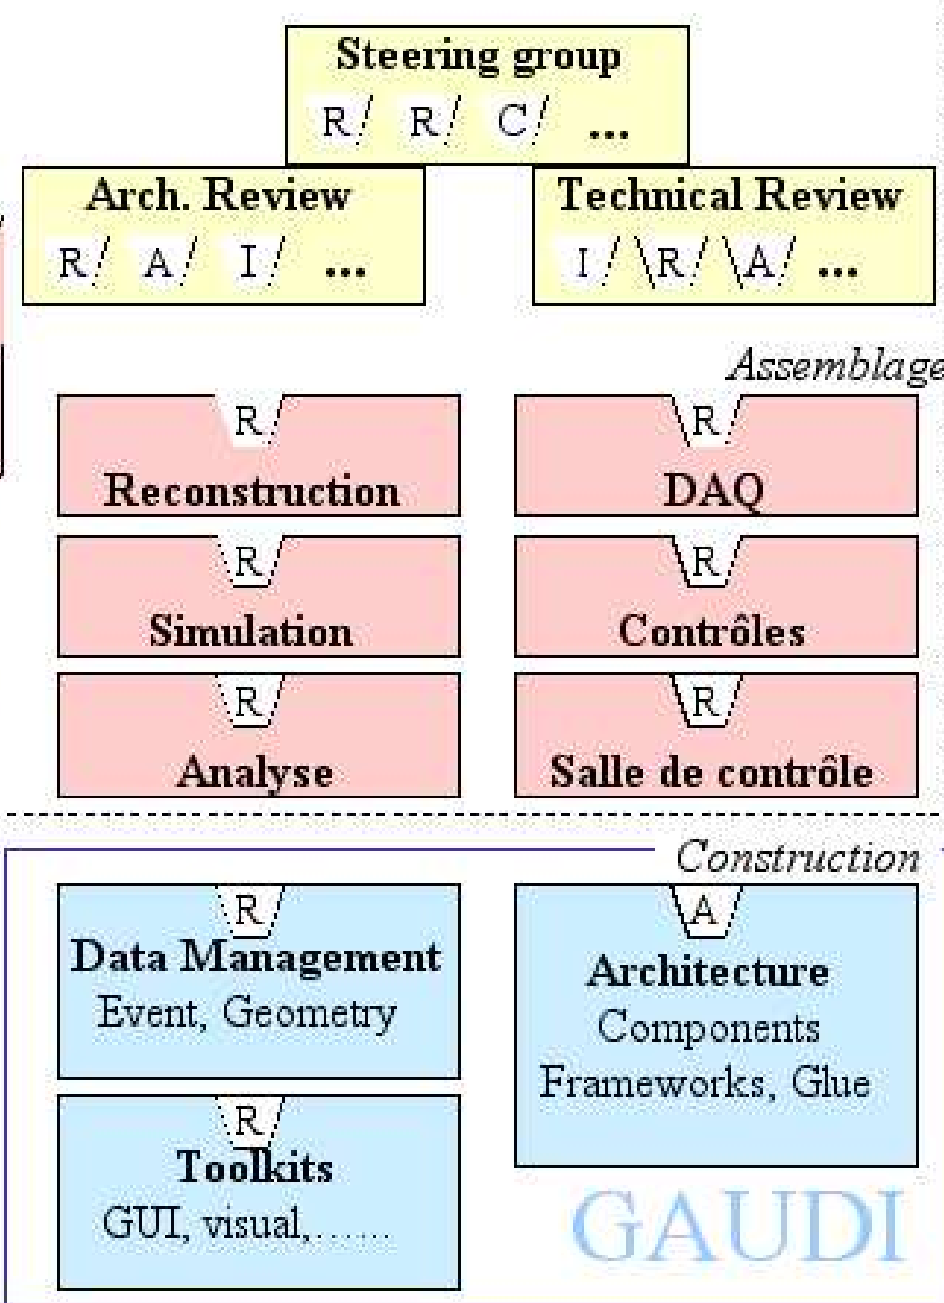 Steering group
R R C ...
Arch. Review
R A I ...
Technical Review
I R A ...
Assemblage
R
Reconstruction
R
DAQ
R
Simulation
R
Contrôles
R
Analyse
R
Salle de contrôle
Construction
R
Data Management
Event, Geometry
A
Architecture
Components
Frameworks, Glue
R
Toolkits
GUI, visual,.......
GAUDI